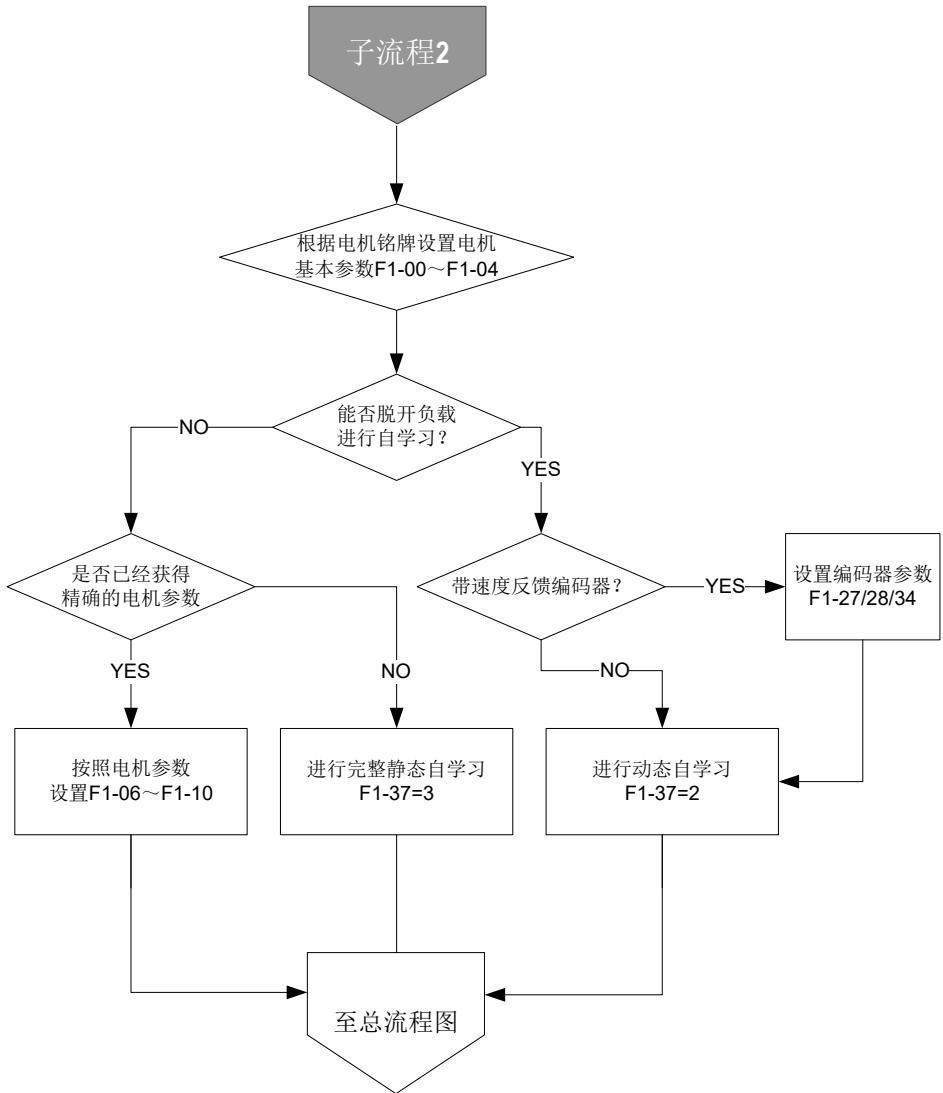 子流程2
根据电机铭牌设置电机
基本参数F1-00～F1-04
能否脱开负载
进行自学习？
NO
YES
是否已经获得
精确的电机参数
带速度反馈编码器？
YES
设置编码器参数
F1-27/28/34
YES
NO
NO
按照电机参数
设置F1-06～F1-10
进行完整静态自学习
F1-37=3
进行动态自学习
F1-37=2
至总流程图